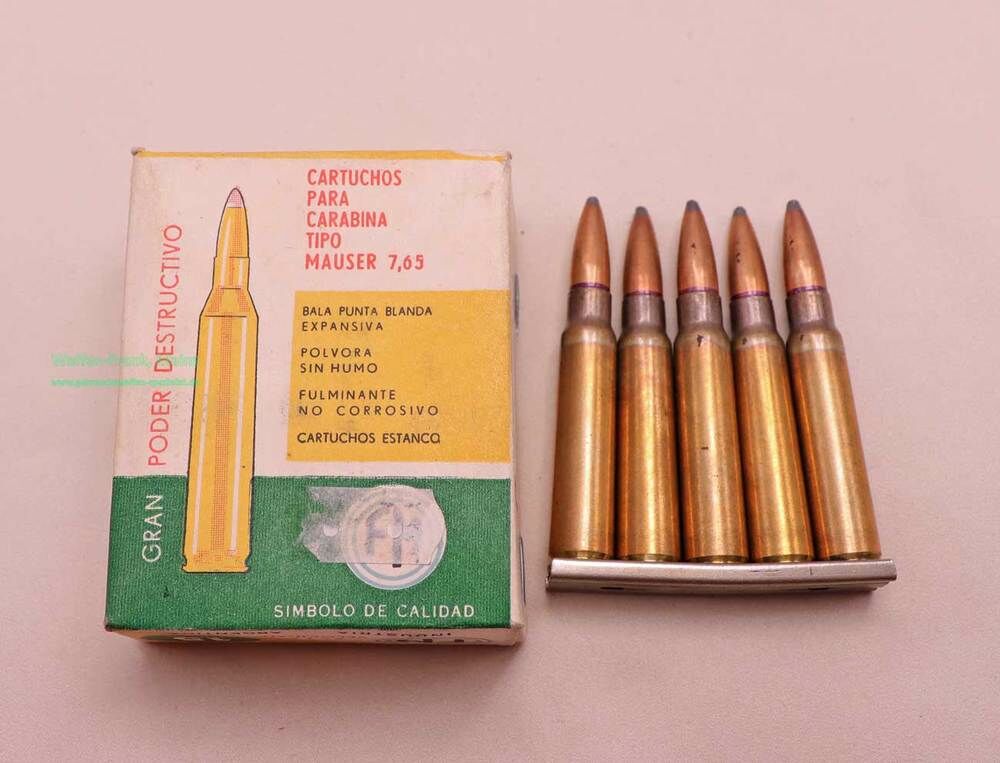 CARTUCHOS
PARA
CARABINA
TIPO
MAUSER 7,65
GRAN PODER DESTRUCTIVO
BALA PUNTA BLANDA
EXPANSIVA
POLVORA
SIN HUMO
FULMINANTE
NO CORROSIVO
CARTUCHOS ESTANCO
SIMBOLO DE CALIDAD
INDUSTRIA